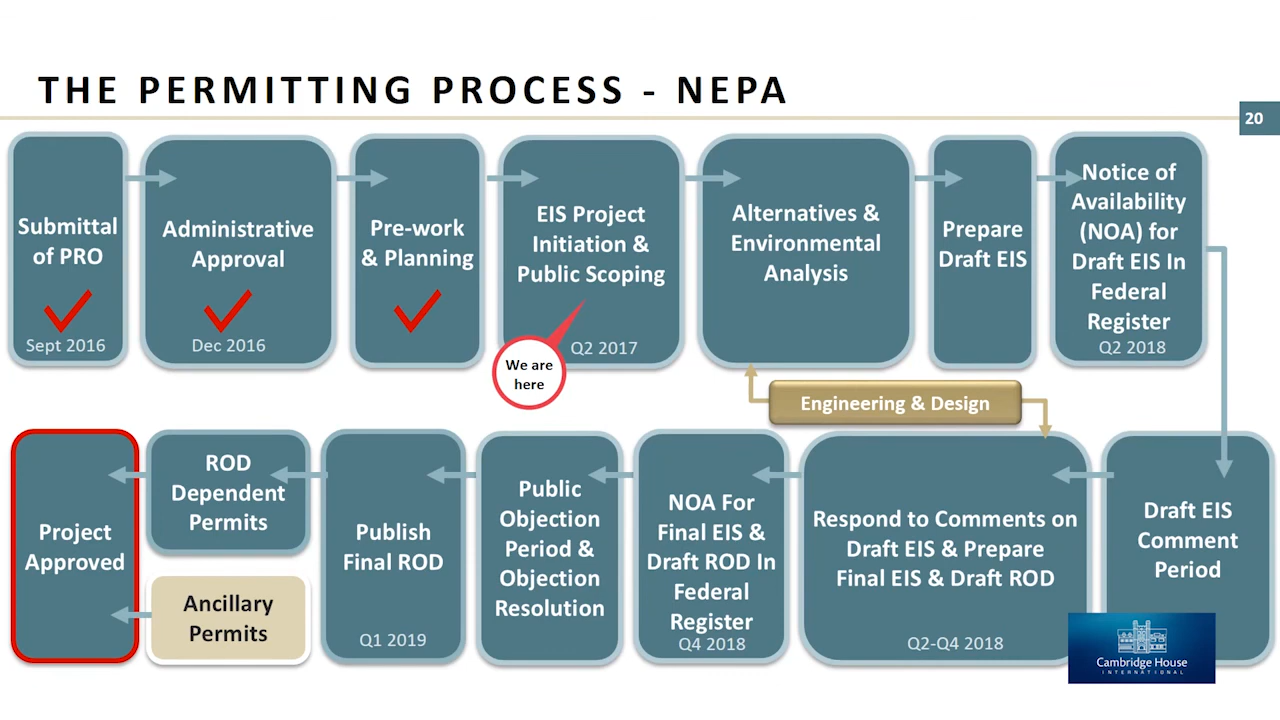 THE PERMITTING PROCESS - NEPA
20
Submittal
of PRO
Sept 2016
Administrative
Approval
Dec 2016
Pre-work
& Planning
EIS Project
Initiation &
Public Scoping
Q2 2017
We are
here
Alternatives &
Environmental
Analysis
Prepare
Draft EIS
Notice of
Availability
(NOA) for
Draft EIS In
Federal
Register
Q2 2018
Engineering & Design
Draft EIS
Comment
Period
Respond to Comments on
Draft EIS & Prepare
Final EIS & Draft ROD
Q2-Q4 2018
NOA For
Final EIS &
Draft ROD In
Federal
Register
Q4 2018
Public
Objection
Period &
Objection
Resolution
Publish
Final ROD
Q1 2019
ROD
Dependent
Permits
Ancillary
Permits
Project
Approved
Cambridge House
INTERNATIONAL